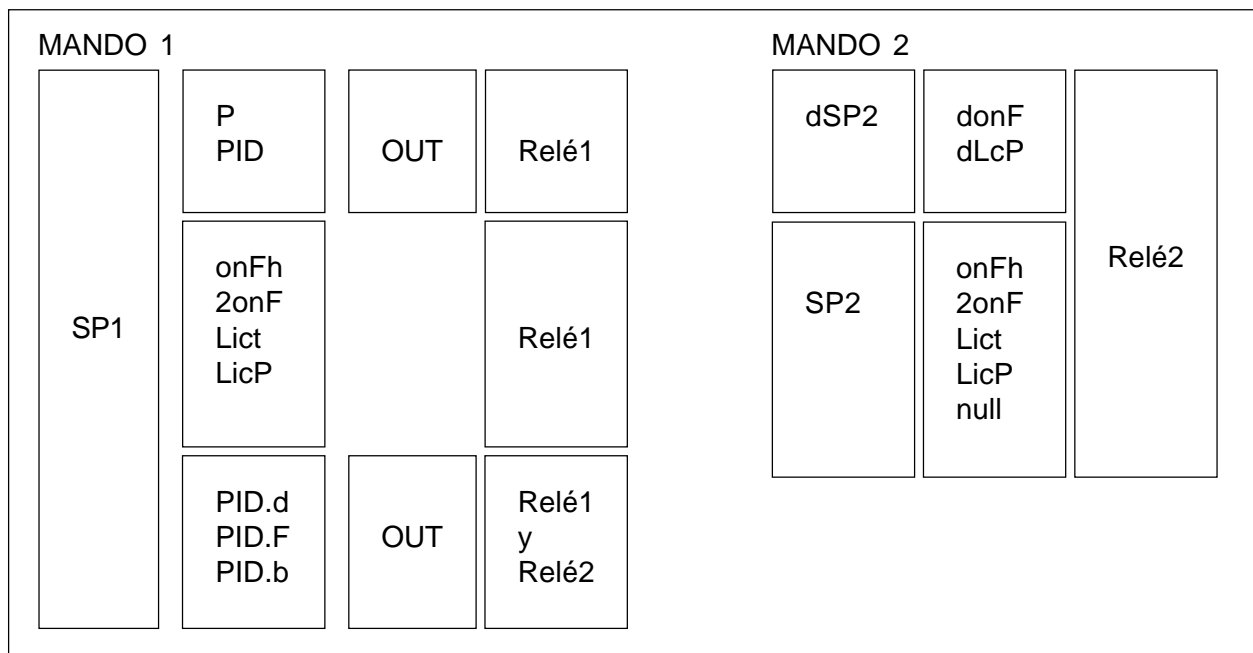 MANDO 1
SP1
P
PID
OUT
Relé1
onFh
2onF
Lict
LicP
Relé1
PID.d
PID.F
PID.b
OUT
Relé1
y
Relé2
MANDO 2
dSP2
donF
dLcP
SP2
onFh
2onF
Lict
LicP
null
Relé2